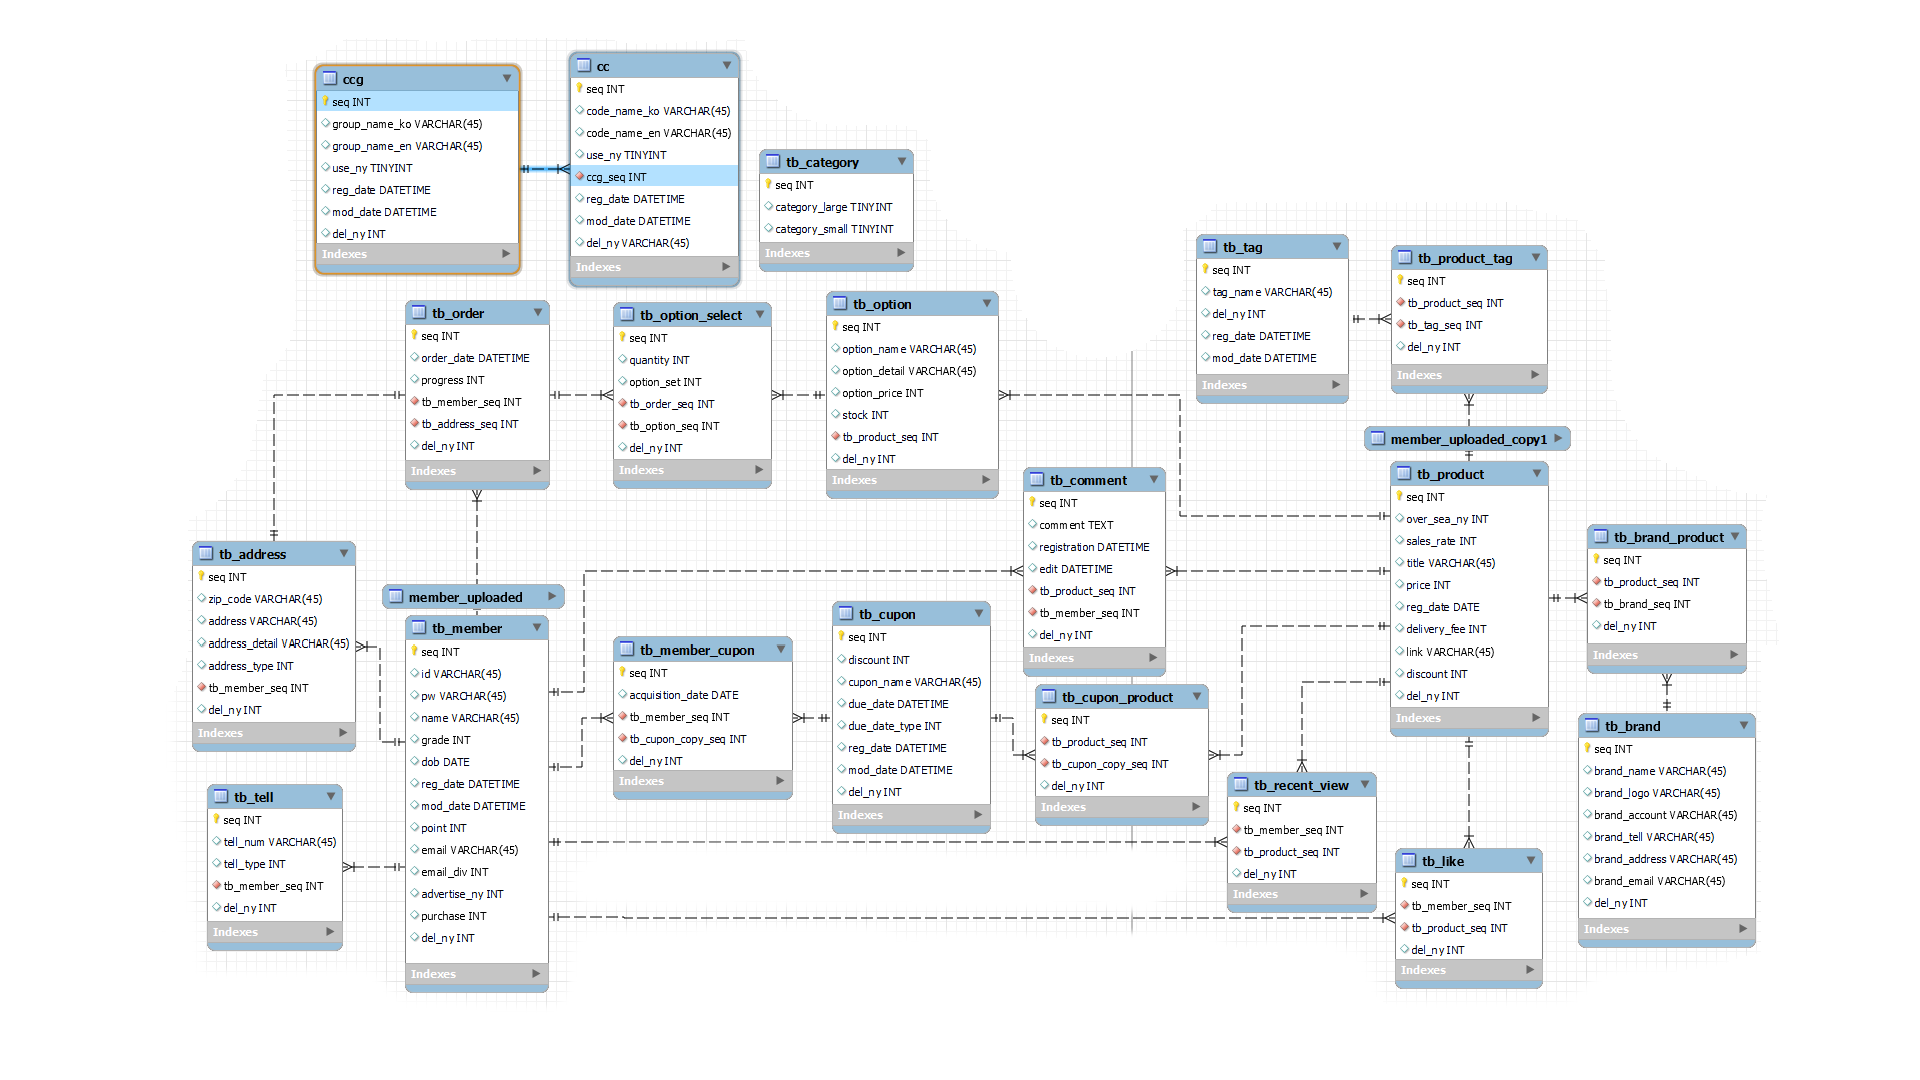 ccg
seq INT
group_name_ko VARCHAR(45)
group_name_en VARCHAR(45)
use_ny TINYINT
reg_date DATETIME
mod_date DATETIME
del_ny INT
Indexes
cc
seq INT
code_name_ko VARCHAR(45)
code_name_en VARCHAR(45)
use_ny TINYINT
ccg_seq INT
reg_date DATETIME
mod_date DATETIME
del_ny VARCHAR(45)
Indexes
tb_category
seq INT
category_large TINYINT
category_small TINYINT
Indexes
tb_tag
seq INT
tag_name VARCHAR(45)
del_ny INT
reg_date DATETIME
mod_date DATETIME
Indexes
tb_product_tag
seq INT
tb_product_seq INT
tb_tag_seq INT
del_ny INT
Indexes
tb_order
seq INT
order_date DATETIME
progress INT
tb_member_seq INT
tb_address_seq INT
del_ny INT
Indexes
tb_option_select
seq INT
quantity INT
option_set INT
tb_order_seq INT
tb_option_seq INT
del_ny INT
Indexes
tb_option
seq INT
option_name VARCHAR(45)
option_detail VARCHAR(45)
option_price INT
stock INT
tb_product_seq INT
del_ny INT
Indexes
member_uploaded_copy1
tb_comment
seq INT
comment TEXT
registration DATETIME
edit DATETIME
tb_product_seq INT
tb_member_seq INT
del_ny INT
Indexes
tb_product
seq INT
over_sea_ny INT
sales_rate INT
title VARCHAR(45)
price INT
reg_date DATE
delivery_fee INT
link VARCHAR(45)
discount INT
del_ny INT
Indexes
tb_brand_product
seq INT
tb_product_seq INT
tb_brand_seq INT
del_ny INT
Indexes
tb_address
seq INT
zip_code VARCHAR(45)
address VARCHAR(45)
address_detail VARCHAR(45)
address_type INT
tb_member_seq INT
del_ny INT
Indexes
member_uploaded
tb_member
seq INT
id VARCHAR(45)
pw VARCHAR(45)
name VARCHAR(45)
grade INT
dob DATE
reg_date DATETIME
mod_date DATETIME
point INT
email VARCHAR(45)
email_div INT
advertise_ny INT
purchase INT
del_ny INT
Indexes
tb_member_cupon
seq INT
acquisition_date DATE
tb_member_seq INT
tb_cupon_copy_seq INT
del_ny INT
Indexes
tb_cupon
seq INT
discount INT
cupon_name VARCHAR(45)
due_date DATETIME
due_date_type INT
reg_date DATETIME
mod_date DATETIME
del_ny INT
Indexes
tb_cupon_product
seq INT
tb_product_seq INT
tb_cupon_copy_seq INT
del_ny INT
Indexes
tb_brand
seq INT
brand_name VARCHAR(45)
brand_logo VARCHAR(45)
brand_account VARCHAR(45)
brand_tell VARCHAR(45)
brand_address VARCHAR(45)
brand_email VARCHAR(45)
del_ny INT
Indexes
tb_tell
seq INT
tell_num VARCHAR(45)
tell_type INT
tb_member_seq INT
del_ny INT
Indexes
tb_recent_view
seq INT
tb_member_seq INT
tb_product_seq INT
del_ny INT
Indexes
tb_like
seq INT
tb_member_seq INT
tb_product_seq INT
del_ny INT
Indexes